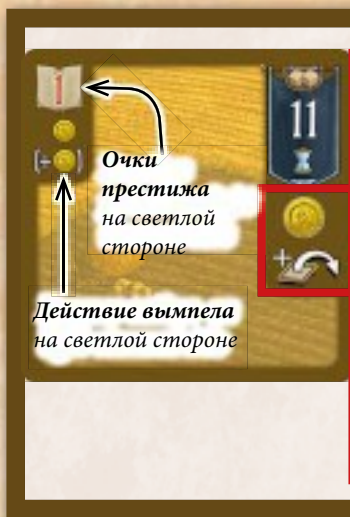 1
11
(+
Очки
престижа
на светлой
стороне
+
Действие вымпела
на светлой стороне